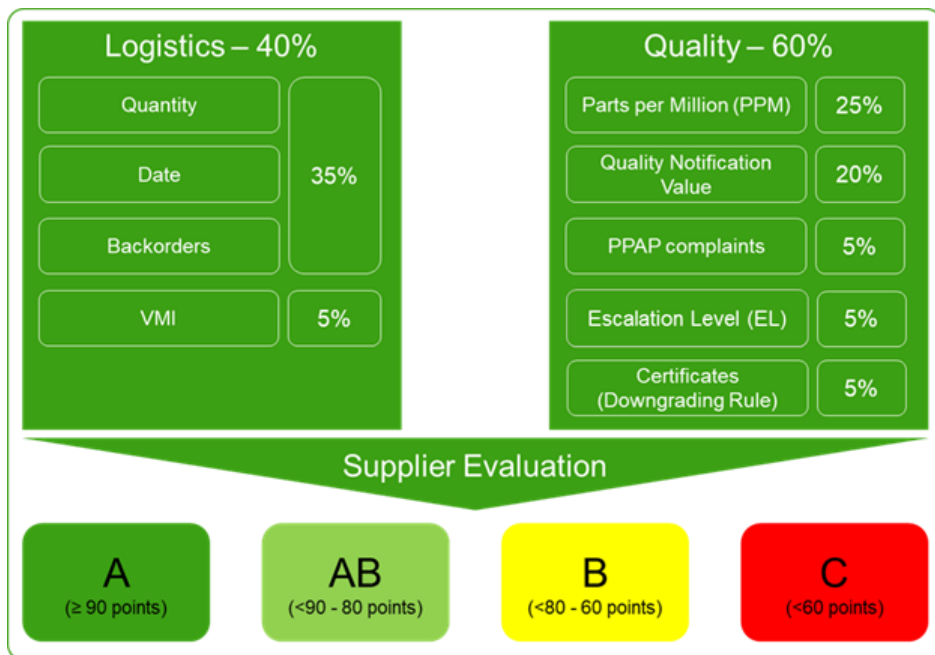 Logistics – 40%
Quantity
Date
35%
Backorders
VMI
5%
Quality – 60%
Parts per Million (PPM)
25%
Quality Notification
Value
20%
PPAP complaints
5%
Escalation Level (EL)
5%
Certificates
(Downgrading Rule)
5%
Supplier Evaluation
A
(≥ 90 points)
AB
(<90 - 80 points)
B
(<80 - 60 points)
C
(<60 points)